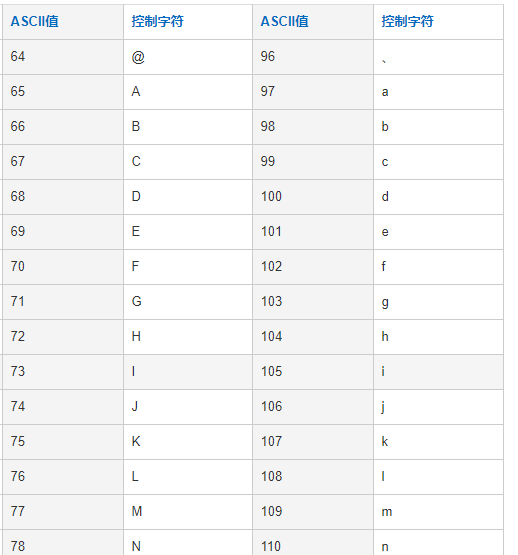 ASCII值 控制字符 ASCII值 控制字符
64 @ 96 、
65 A 97 a
66 B 98 b
67 C 99 c
68 D 100 d
69 E 101 e
70 F 102 f
71 G 103 g
72 H 104 h
73 I 105 i
74 J 106 j
75 K 107 k
76 L 108 l
77 M 109 m
78 N 110 n